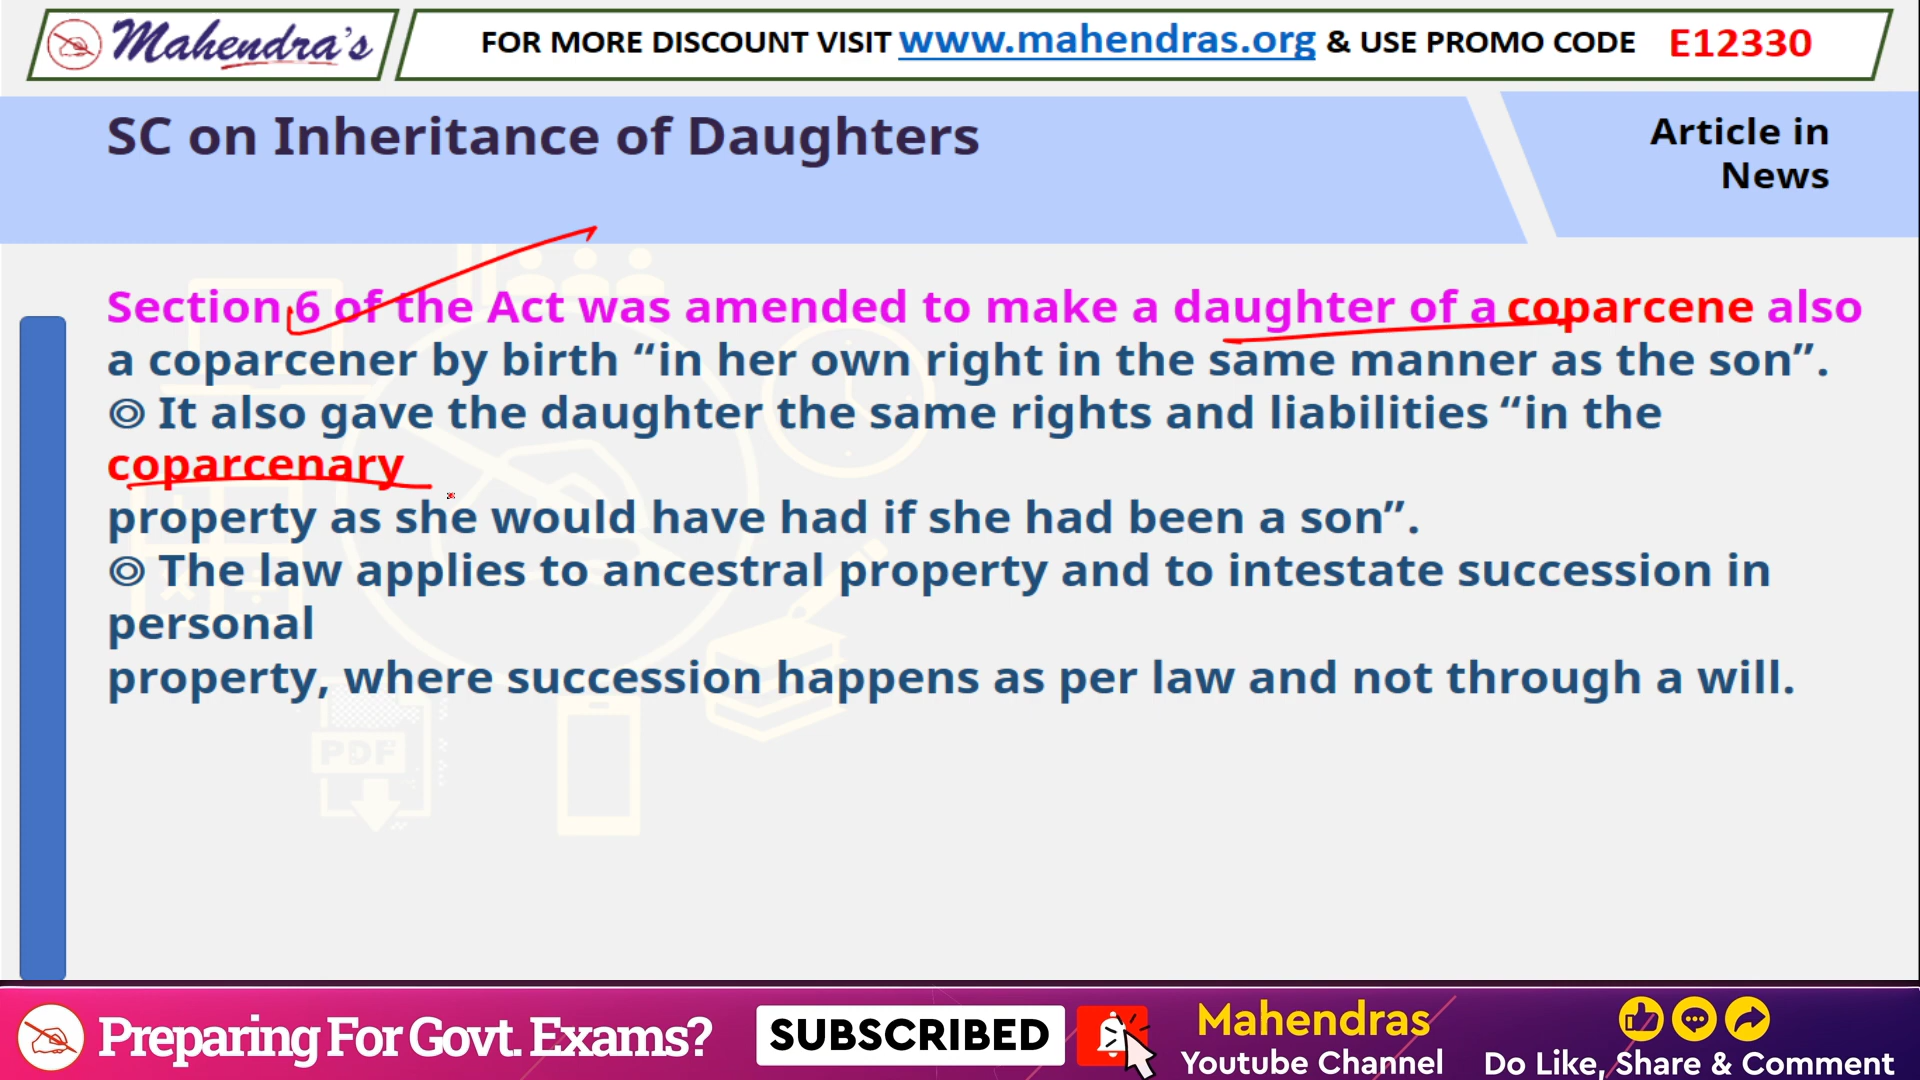 Mahendra's
FOR MORE DISCOUNT VISIT www.mahendras.org & USE PROMO CODE E12330
SC on Inheritance of Daughters
Article in
News
Section 6 of the Act was amended to make a daughter of a coparcene also
a coparcener by birth “in her own right in the same manner as the son”.
◎ It also gave the daughter the same rights and liabilities “in the
coparcenary
property as she would have had if she had been a son”.
◎ The law applies to ancestral property and to intestate succession in
personal
property, where succession happens as per law and not through a will.
PDF
Preparing For Govt. Exams?
SUBSCRIBED
Mahendras
Youtube Channel
Do Like, Share & Comment